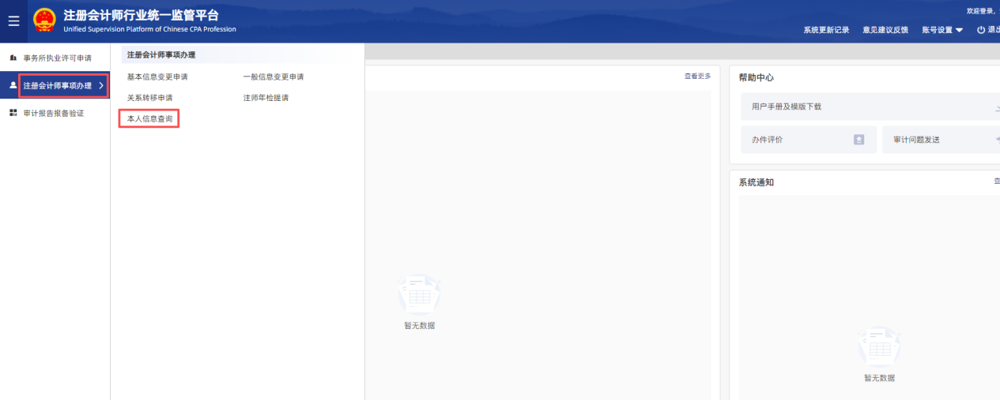 注册会计师行业统一监管平台
Unified Supervision Platform of Chinese CPA Profession
欢迎登录,
系统更新记录 意见建议反馈 账号设置 退出
事务所执业许可申请
注册会计师事项办理
审计报告报备验证
注册会计师事项办理
基本信息变更申请 一般信息变更申请
关系转移申请 注师年检提请
本人信息查询
查看更多
暂无数据
帮助中心
用户手册及模版下载
办件评价 审计问题发送
系统通知 查
暂无数据